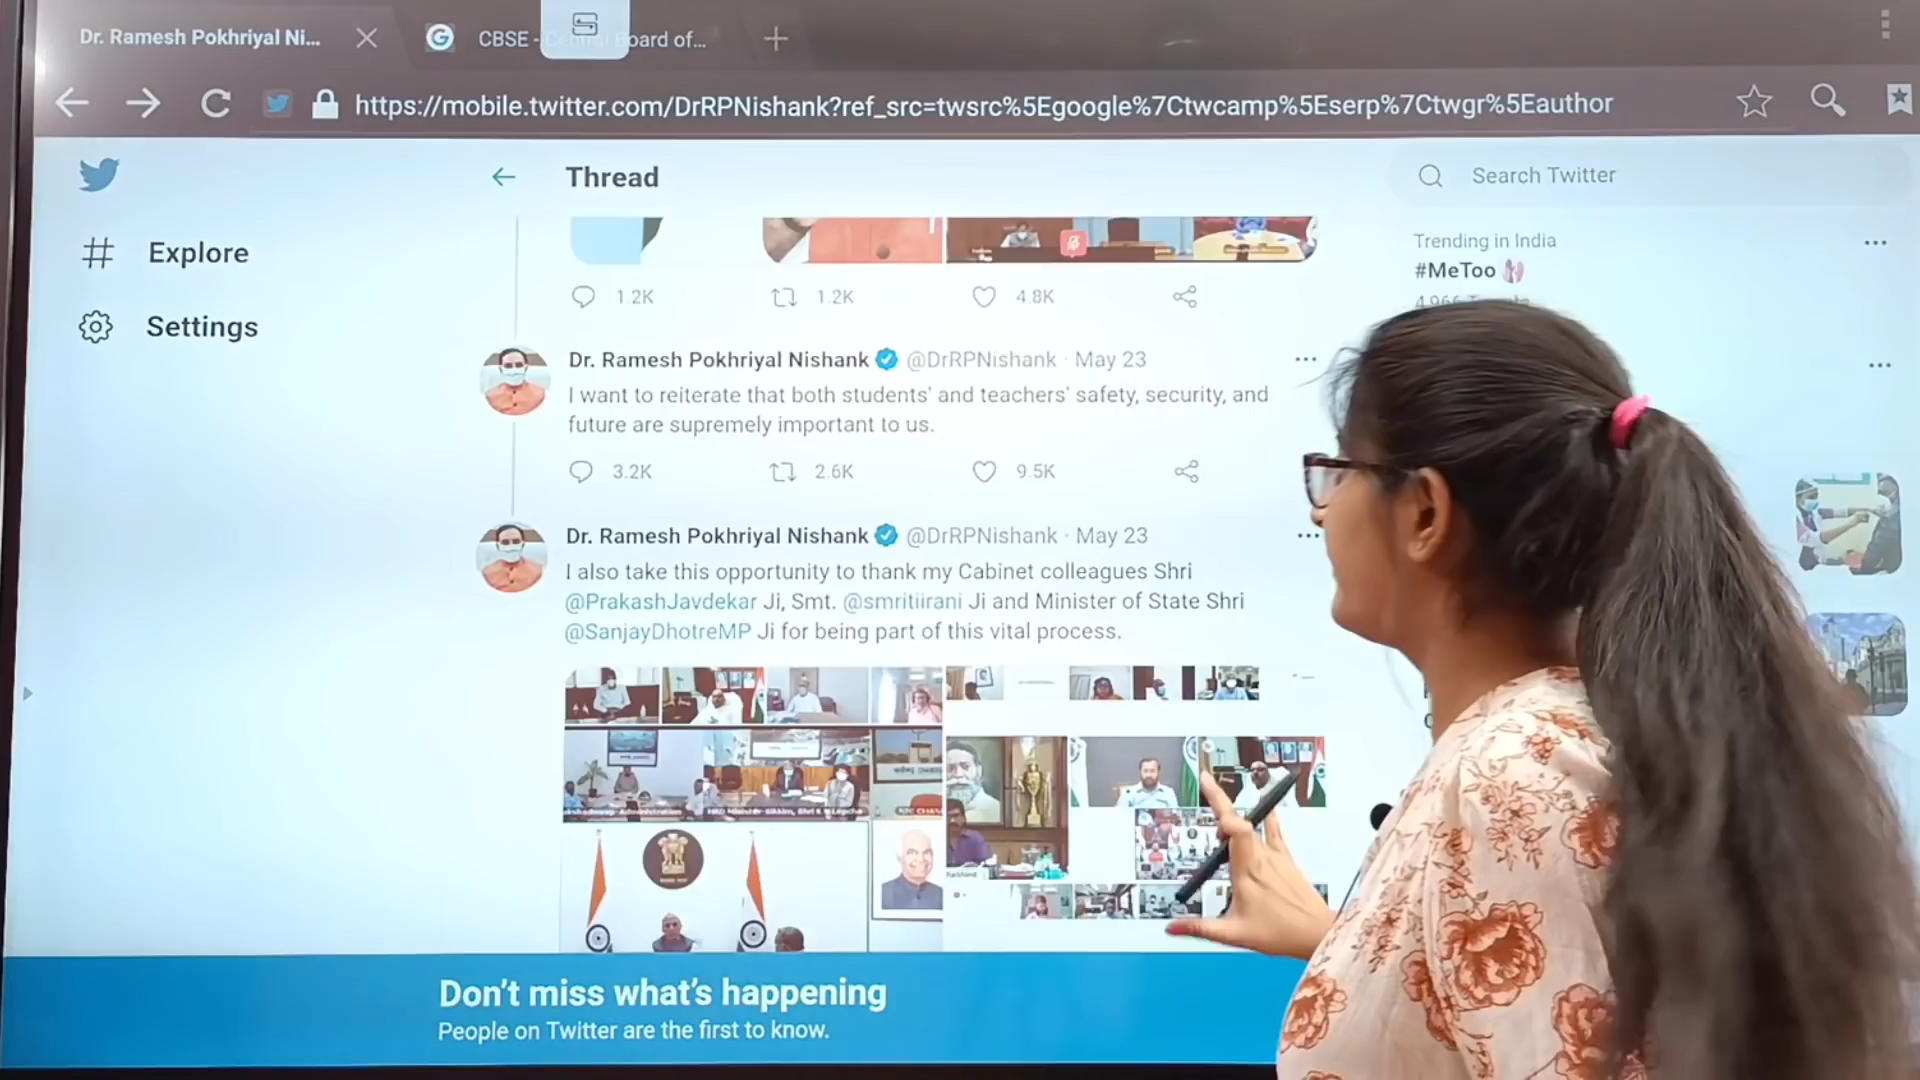 Dr. Ramesh Pokhriyal Ni...
CBSE - Central Board of...
https://mobile.twitter.com/DrRPNishank?ref_src=twsrc%5Egoogle%7Ctwcamp%5Eserp%7Ctwgr%5Eauthor
Explore
Settings
Thread
Search Twitter
Trending in India
#MeToo
1.2K 1.2K 4.8K
Dr. Ramesh Pokhriyal Nishank @DrRPNishank · May 23
I want to reiterate that both students' and teachers' safety, security, and
future are supremely important to us.
3.2K 2.6K 9.5K
Dr. Ramesh Pokhriyal Nishank @DrRPNishank · May 23
I also take this opportunity to thank my Cabinet colleagues Shri
@PrakashJavdekar Ji, Smt. @smritiirani Ji and Minister of State Shri
@SanjayDhotreMP Ji for being part of this vital process.
Don't miss what's happening
People on Twitter are the first to know.